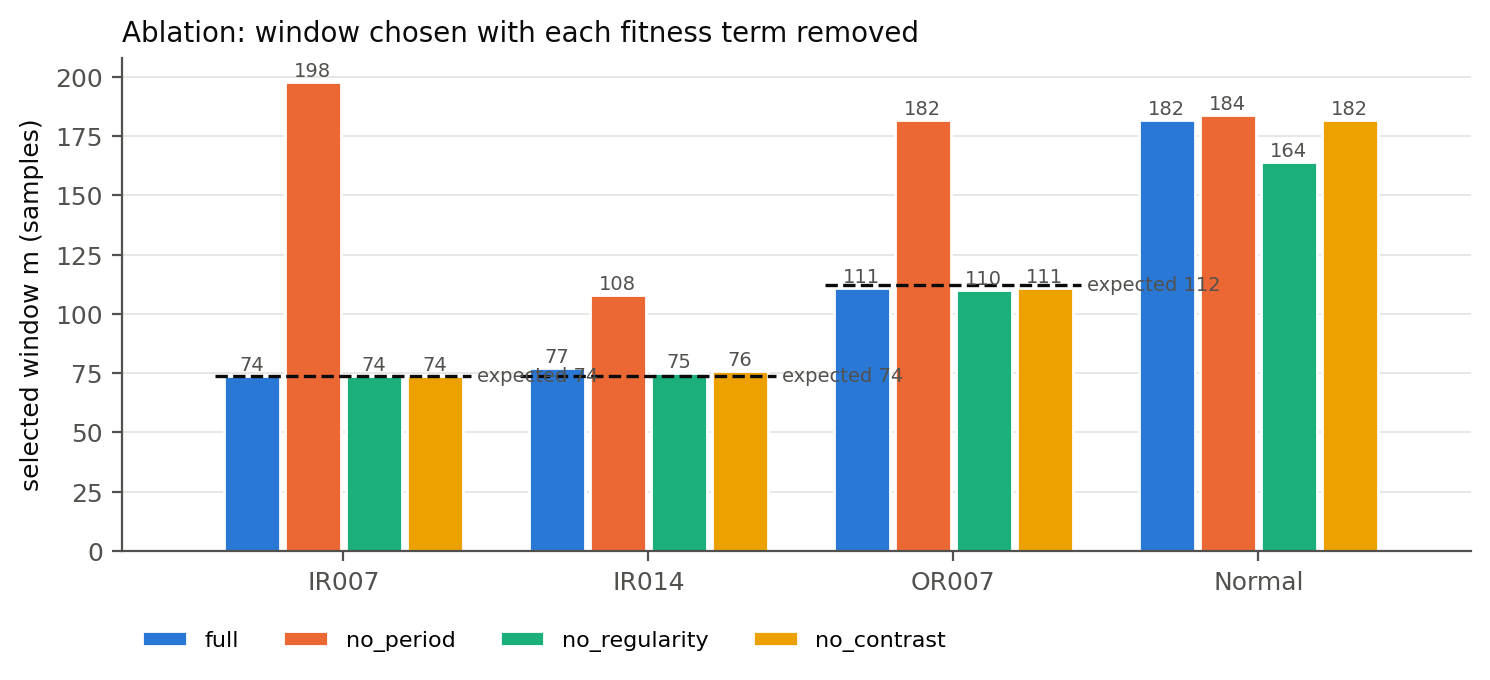 Ablation: window chosen with each fitness term removed
selected window m (samples)
200
175
150
125
100
75
50
25
0
198
74
74
74
expected 74
77
108
75
76
expected 74
111
182
110
111
expected 112
182
184
164
182
IR007
IR014
OR007
Normal
full
no_period
no_regularity
no_contrast